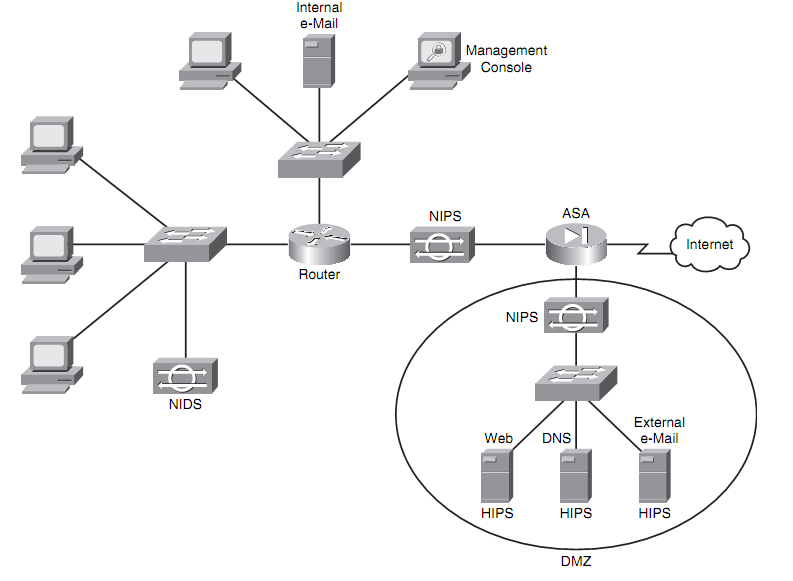 Internal
e-Mail
Management
Console
NIPS
ASA
Internet
Router
NIPS
NIDS
Web
DNS
External
e-Mail
HIPS
HIPS
HIPS
DMZ